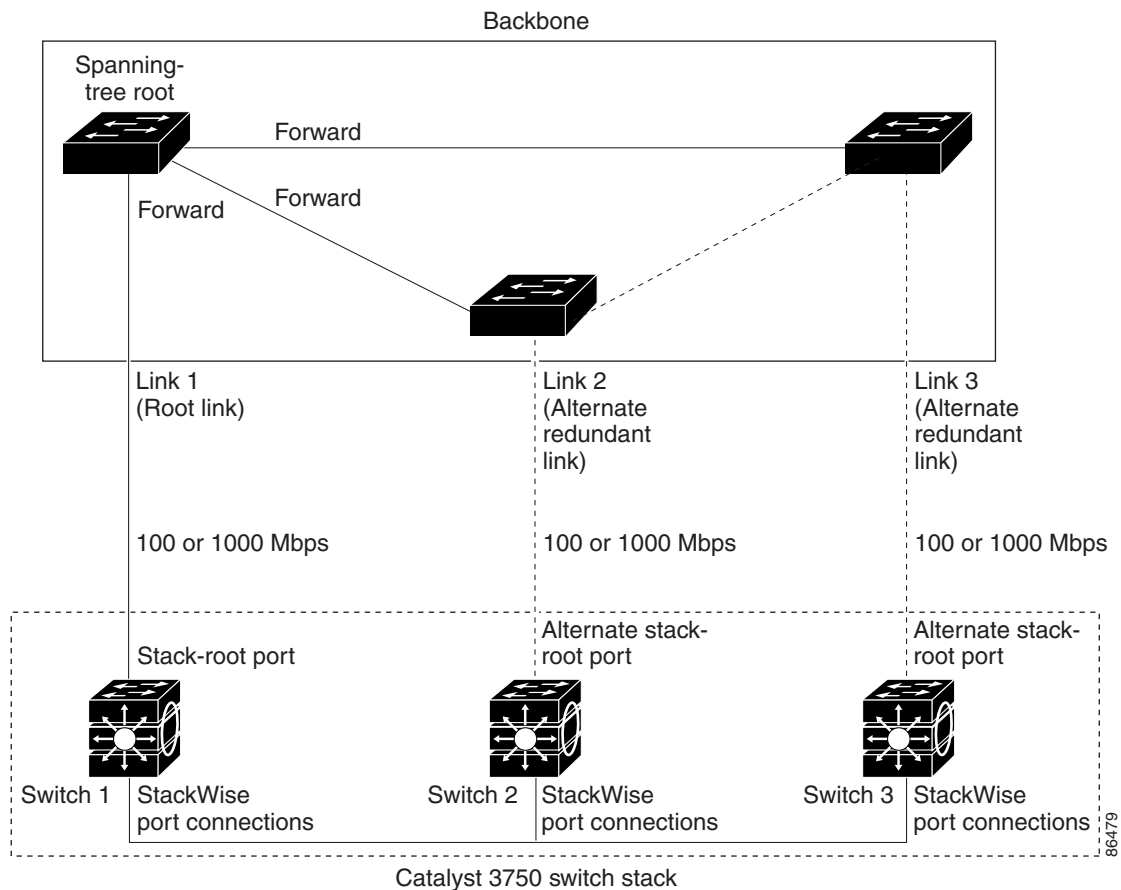 Backbone
Spanning-
tree root
Forward
Forward
Forward
Link 1
(Root link)
Link 2
(Alternate
redundant
link)
Link 3
(Alternate
redundant
link)
100 or 1000 Mbps
100 or 1000 Mbps
100 or 1000 Mbps
Stack-root port
Alternate stack-
root port
Alternate stack-
root port
Switch 1
StackWise
port connections
Switch 2
StackWise
port connections
Switch 3
StackWise
port connections
86479
Catalyst 3750 switch stack